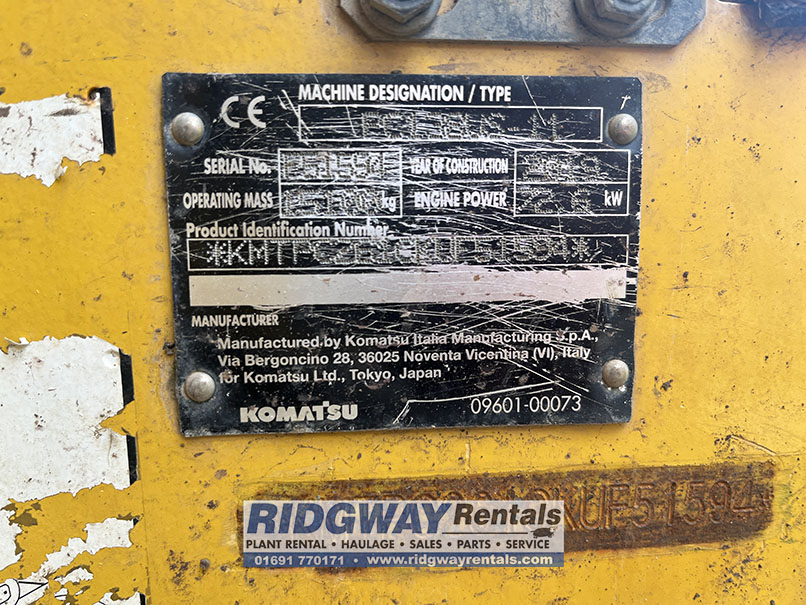 CE
MACHINE DESIGNATION / TYPE
SERIAL No. F51594 YEAR OF CONSTRUCTION
OPERATING MASS kg ENGINE POWER kW
Product Identification Number
MANUFACTURER
Manufactured by Komatsu Italia Manufacturing S.p.A.,
Via Bergoncino 28, 36025 Noventa Vicentina (VI), Italy
for Komatsu Ltd., Tokyo, Japan
KOMATSU 09601-00073
RIDGWAY Rentals
PLANT RENTAL • HAULAGE • SALES • PARTS • SERVICE
01691 770171 • www.ridgwayrentals.com